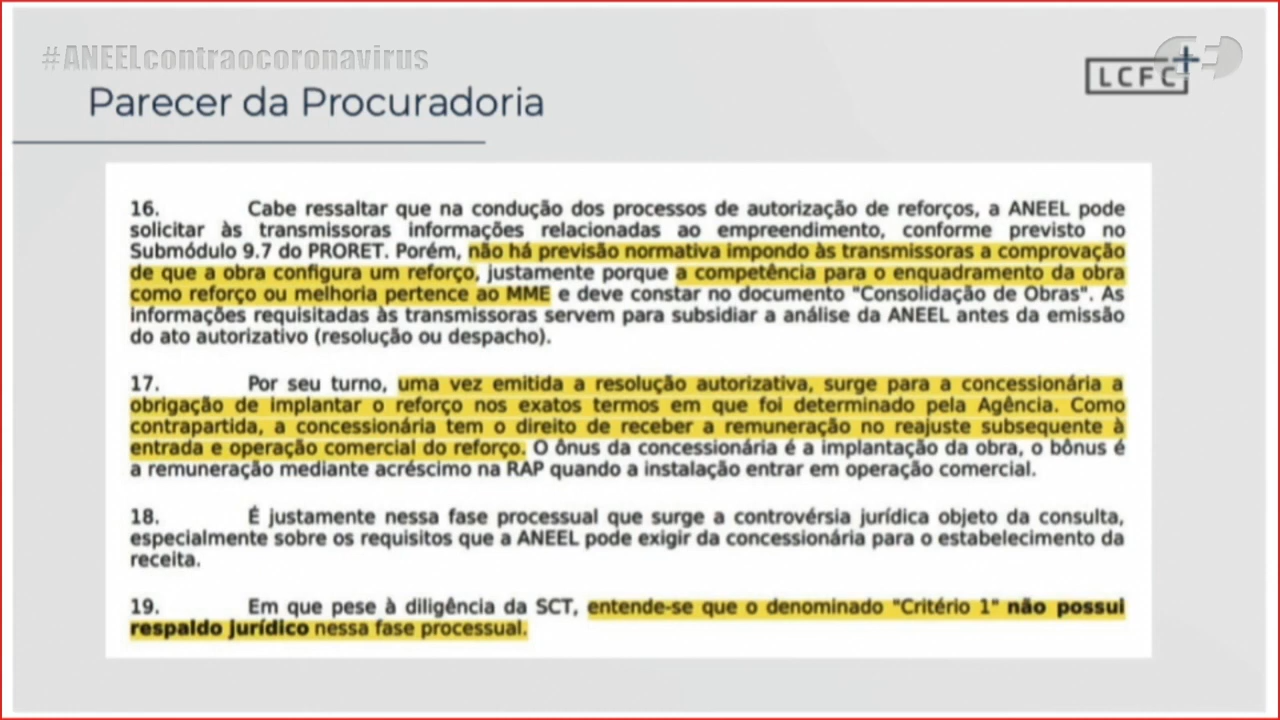 #ANEELcontraocoronavirus
LCFC
Parecer da Procuradoria
16. Cabe ressaltar que na condução dos processos de autorização de reforços, a ANEEL pode
solicitar às transmissoras informações relacionadas ao empreendimento, conforme previsto no
Submódulo 9.7 do PRORET. Porém, não há previsão normativa impondo às transmissoras a comprovação
de que a obra configura um reforço, justamente porque a competência para o enquadramento da obra
como reforço ou melhoria pertence ao MME e deve constar no documento "Consolidação de Obras". As
informações requisitadas às transmissoras servem para subsidiar a análise da ANEEL antes da emissão
do ato autorizativo (resolução ou despacho).
17. Por seu turno, uma vez emitida a resolução autorizativa, surge para a concessionária a
obrigação de implantar o reforço nos exatos termos em que foi determinado pela Agência. Como
contrapartida, a concessionária tem o direito de receber a remuneração no reajuste subsequente à
entrada e operação comercial do reforço. O ônus da concessionária é a implantação da obra, o bônus é
a remuneração mediante acréscimo na RAP quando a instalação entrar em operação comercial.
18. É justamente nessa fase processual que surge a controvérsia jurídica objeto da consulta,
especialmente sobre os requisitos que a ANEEL pode exigir da concessionária para o estabelecimento da
receita.
19. Em que pese à diligência da SCT, entende-se que o denominado "Critério 1" não possui
respaldo jurídico nessa fase processual.